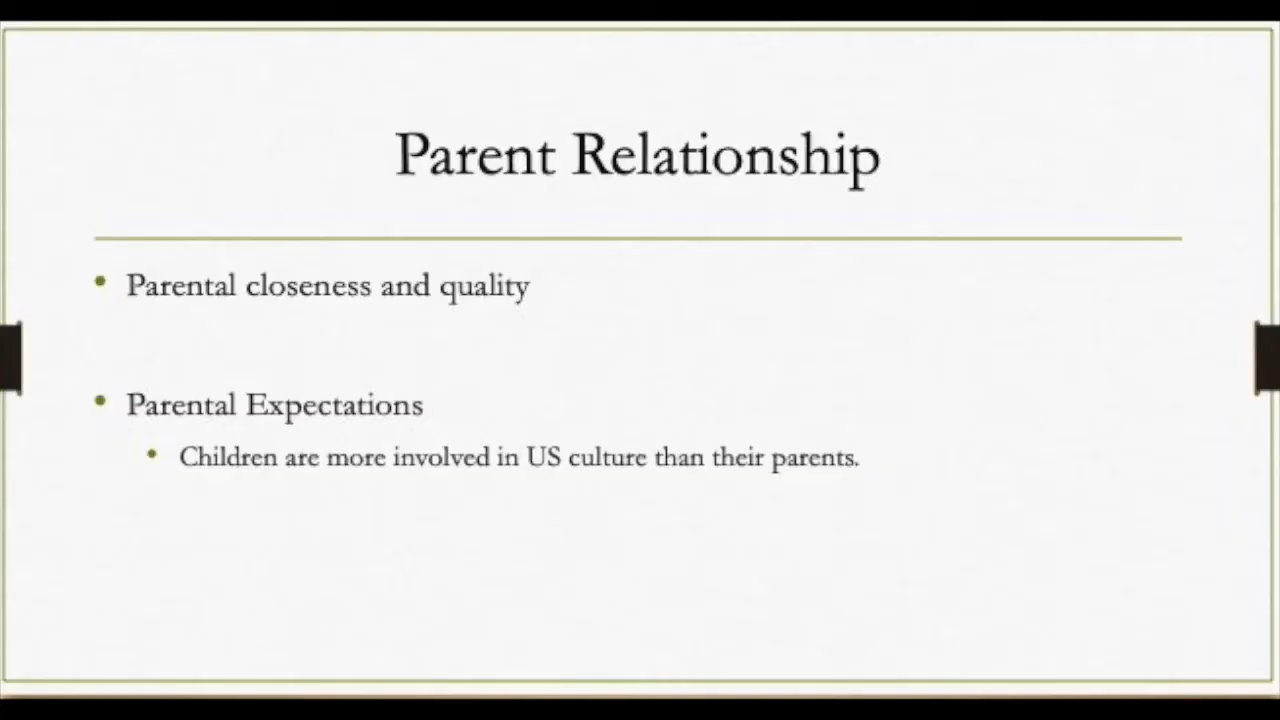 Parent Relationship
• Parental closeness and quality
• Parental Expectations
• Children are more involved in US culture than their parents.